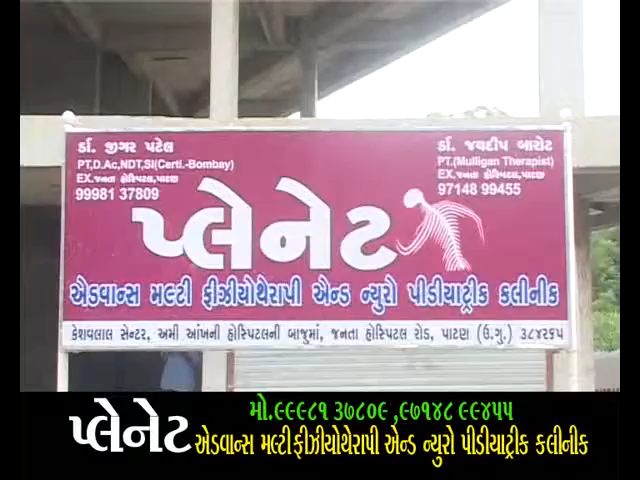 ર્ડા. જીગર પટેલ
PT,D.Ac,NDT,SI(Certi.-Bombay)
EX.જનતા હોસ્પિટલ,પાટણ
99981 37809
ર્ડા. જયદીપ બારોટ
PT.(Mulligan Therapist)
EX.જનતા હોસ્પિટલ,પાટણ
97148 99455
પ્લેનેટ
એડવાન્સ મલ્ટી ફીઝીયોથેરાપી એન્ડ ન્યુરો પીડીયાટ્રીક કલીનીક
કેશવલાલ સેન્ટર, અમી આંખની હોસ્પિટલની બાજુમાં, જનતા હોસ્પિટલ રોડ, પાટણ (ઉ.ગુ.) ૩૮૪૨૬૫
મો.૯૯૯૮૧ ૩૭૮૦૯ ,૯૭૧૪૮ ૯૯૪૫૫
પ્લેનેટ એડવાન્સ મલ્ટી ફીઝીયોથેરાપી એન્ડ ન્યુરો પીડીયાટ્રીક કલીનીક